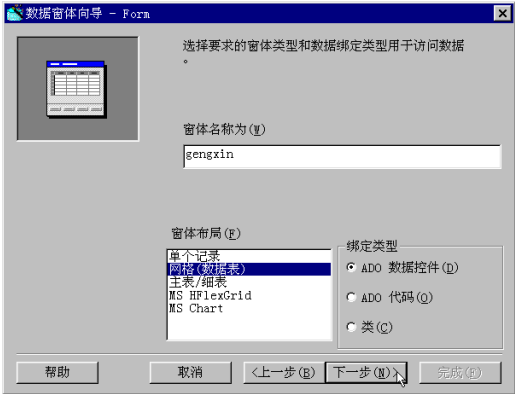 数据窗体向导 - Form
选择要求的窗体类型和数据绑定类型用于访问数据
。
窗体名称为(W)
gengxin
窗体布局(F)
单个记录
网格(数据表)
主表/细表
MS HFlexGrid
MS Chart
绑定类型
ADO 数据控件(D)
ADO 代码(O)
类(C)
帮助
取消
<上一步(B)
下一步(N)>
完成(F)